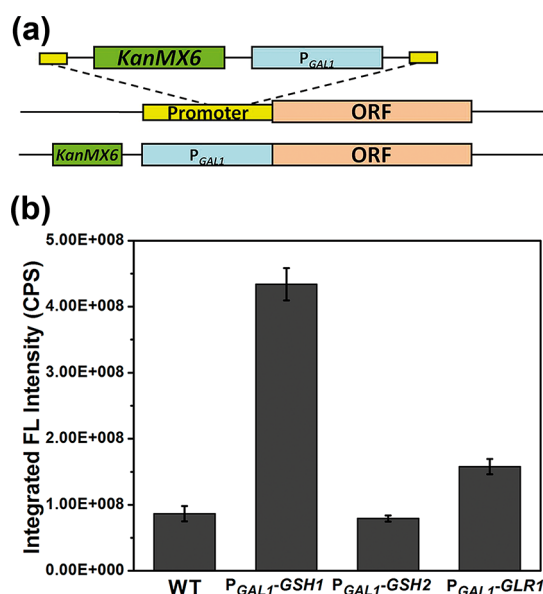 (a)
KanMX6 PGAL1
Promoter ORF
KanMX6 PGAL1 ORF
(b)
Integrated FL Intensity (CPS)
5.00E+008
4.00E+008
3.00E+008
2.00E+008
1.00E+008
0.00E+000
WT PGAL1-GSH1 PGAL1-GSH2 PGAL1-GLR1